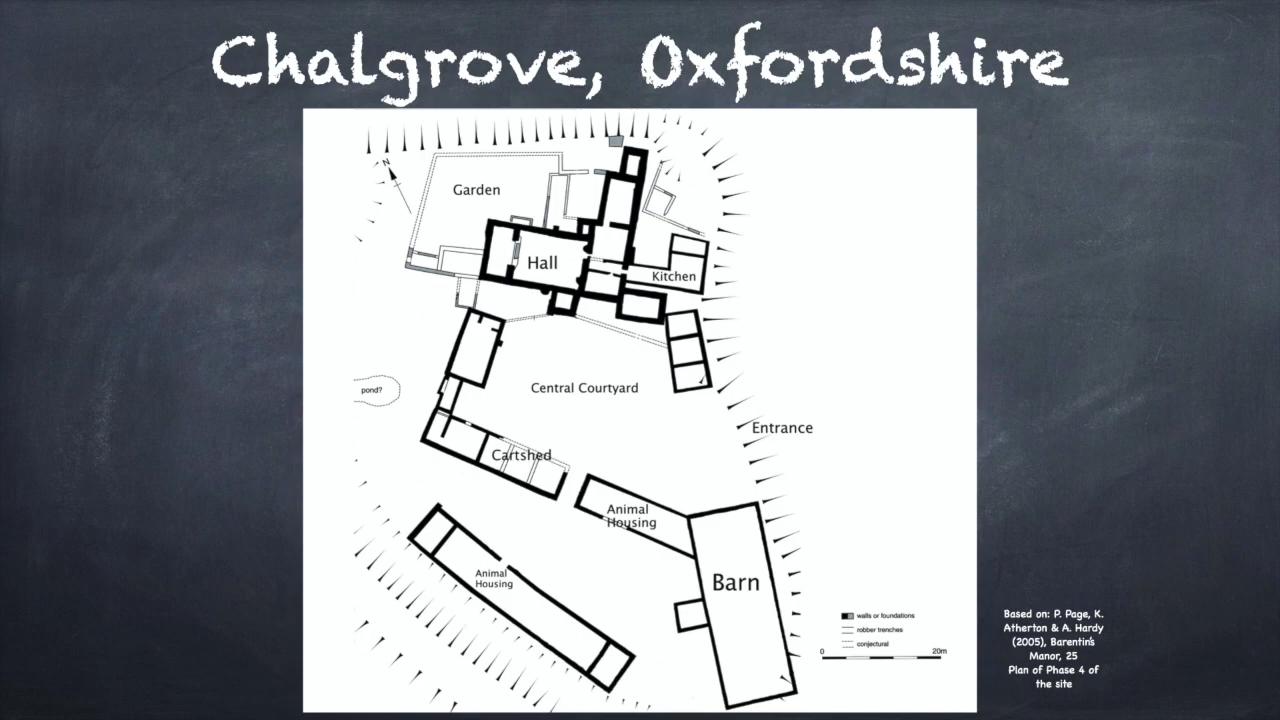 Chalgrove, Oxfordshire
N
Garden
Hall
Kitchen
Central Courtyard
pond?
Entrance
Cartshed
Animal
Housing
Animal
Housing
Barn
walls or foundations
robber trenches
conjectural
0 20m
Based on: P. Page, K.
Atherton & A. Hardy
(2005), Barentin's
Manor, 25
Plan of Phase 4 of
the site